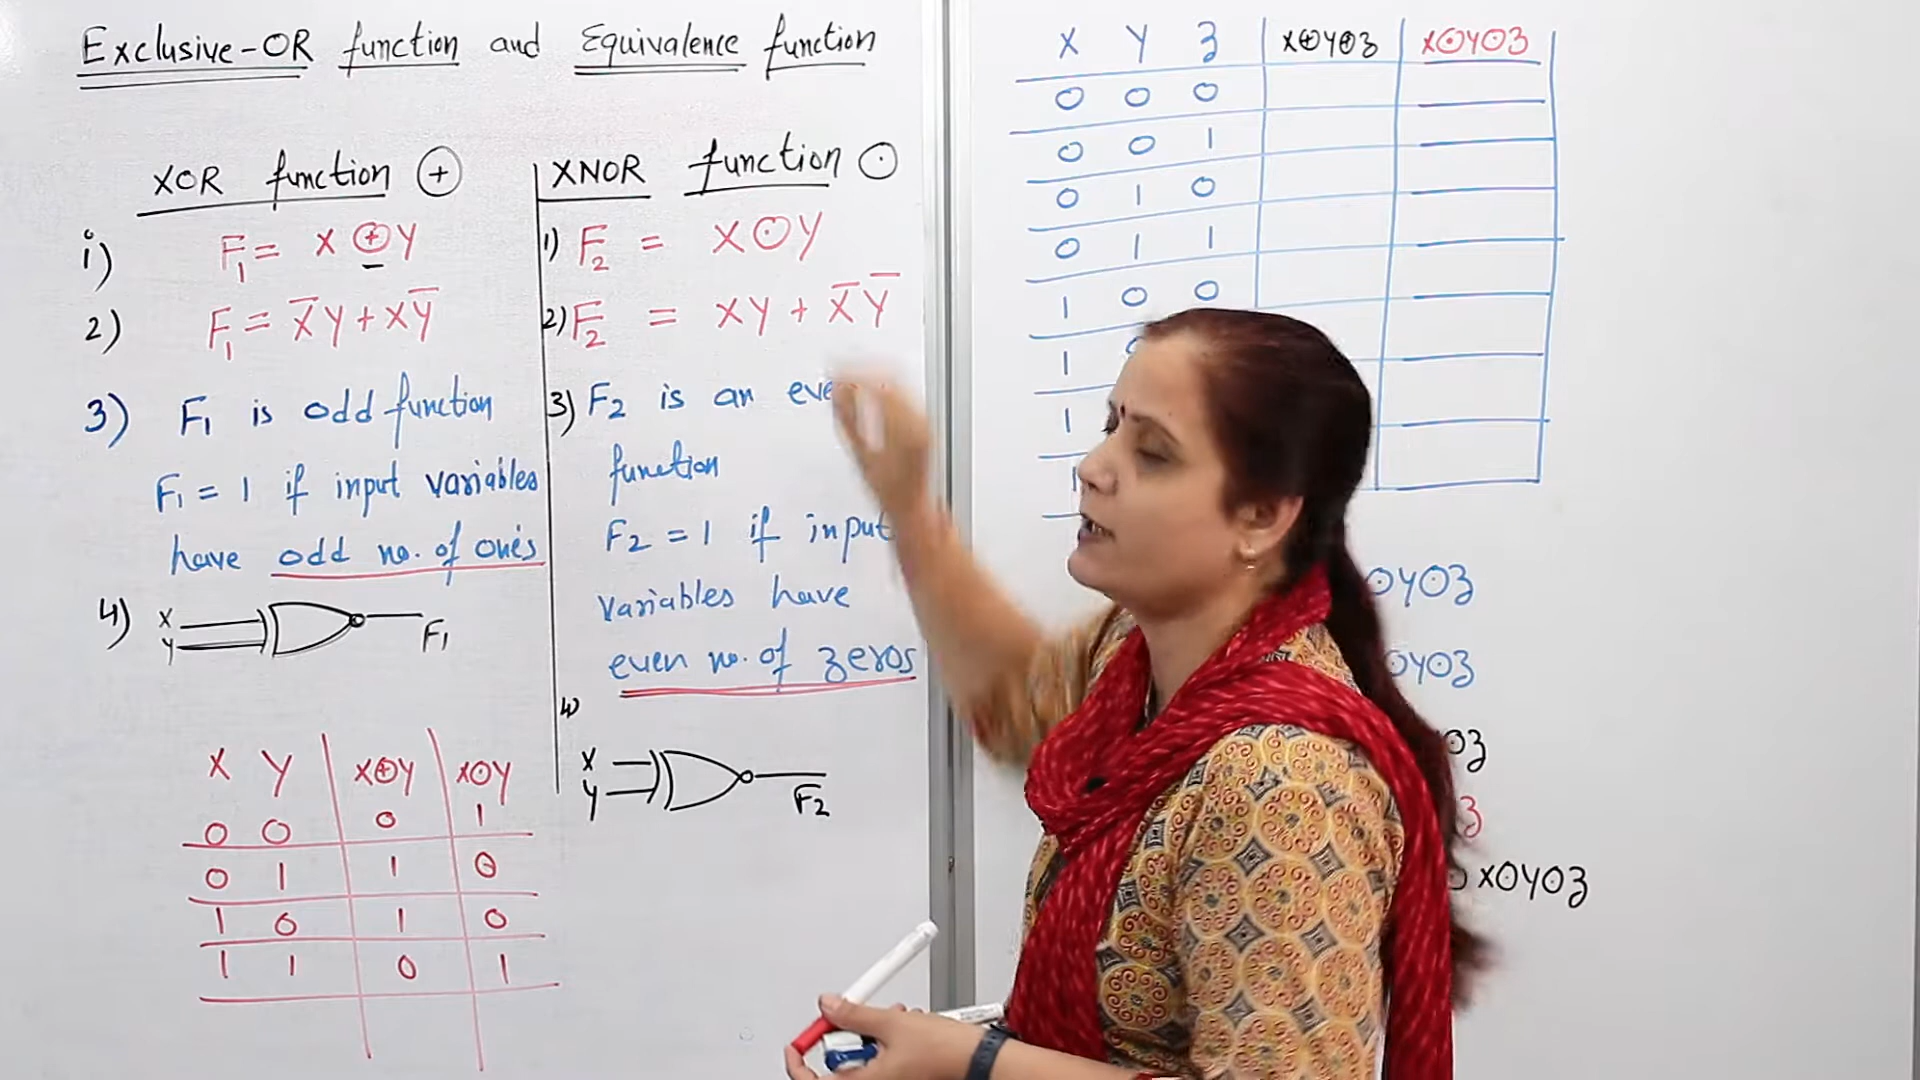 Exclusive-OR function and Equivalence function
XOR function ⊕
i) F₁ = X ⊕ Y
2) F₁ = X̅Y + XY̅
3) F₁ is odd function
F₁ = 1 if input variables
have odd no. of one's
4) X
Y
F₁
X Y X⊕Y X⊙Y
0 0 0 1
0 1 1 0
1 0 1 0
1 1 0 1
XNOR function ⊙
1) F₂ = X⊙Y
2) F₂ = XY + X̅Y̅
3) F₂ is an
function
F₂ = 1 if input
variables have
even no. of zeros
4)
X
Y
F₂
X Y Z X⊕Y⊕Z X⊙Y⊙Z
0 0 0
0 0 1
0 1 0
0 1 1
1 0 0
1
1
1
⊙Y⊙Z
⊙Y⊙Z
⊙Z
Z
X⊙Y⊙Z